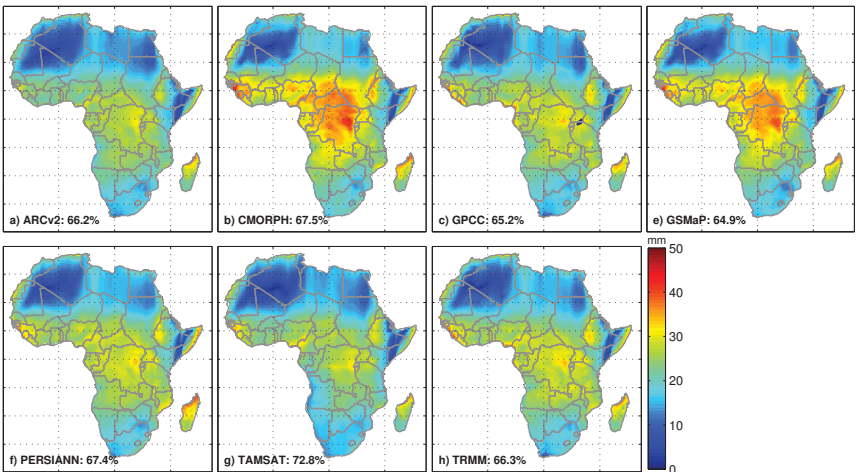 a) ARCv2: 66.2%
b) CMORPH: 67.5%
c) GPCC: 65.2%
e) GSMaP: 64.9%
f) PERSIANN: 67.4%
g) TAMSAT: 72.8%
h) TRMM: 66.3%
mm
50
40
30
20
10
0